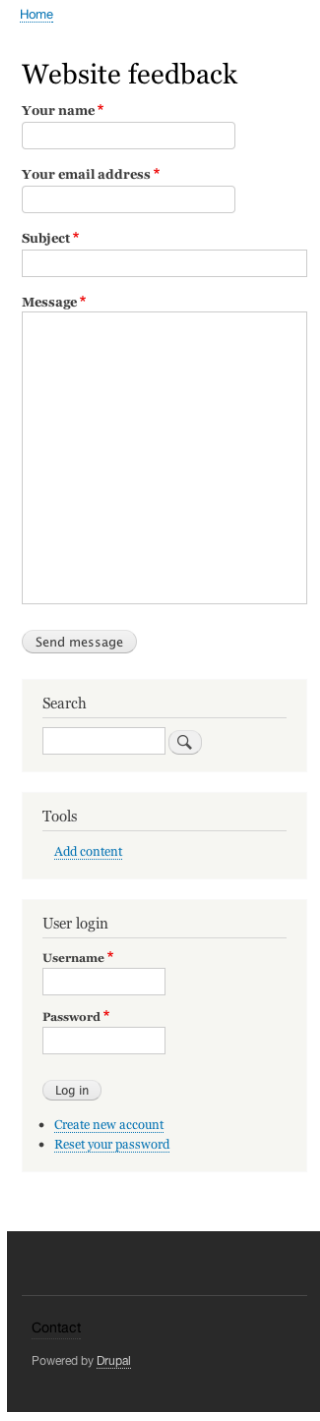 Home
Website feedback
Your name*
Your email address*
Subject*
Message*
Send message
Search
Tools
Add content
User login
Username*
Password*
Log in
Create new account
Reset your password
Contact
Powered by Drupal